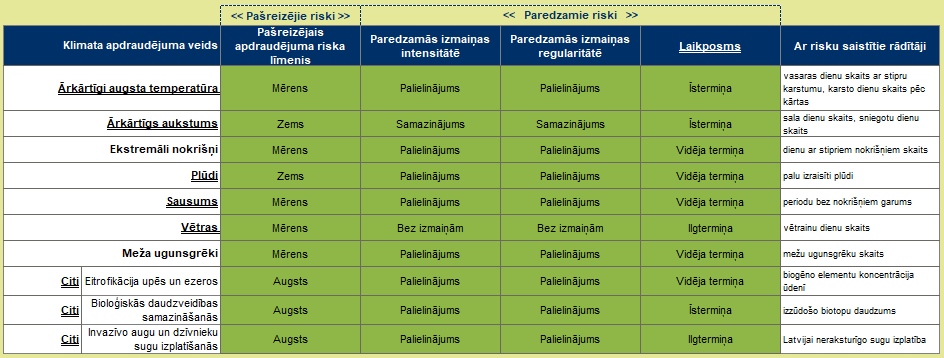 << Pašreizējie riski >> << Paredzamie riski >>
Klimata apdraudējuma veids
Pašreizējais apdraudējuma riska līmenis
Paredzamās izmaiņas intensitātē
Paredzamās izmaiņas regularitātē
Laikposms
Ar risku saistītie rādītāji
Ārkārtīgi augsta temperatūra Mērens Palielinājums Palielinājums Īstermiņa
vasaras dienu skaits ar stipru
karstumu, karsto dienu skaits pēc
kārtas
Ārkārtīgs aukstums Zems Samazinājums Samazinājums Īstermiņa
sala dienu skaits, sniegotu dienu
skaits
Ekstremāli nokrišņi Mērens Palielinājums Palielinājums Vidēja termiņa dienu ar stipriem nokrišņiem skaits
Plūdi Zems Palielinājums Palielinājums Vidēja termiņa palu izraisīti plūdi
Sausums Mērens Palielinājums Palielinājums Vidēja termiņa periodu bez nokrišņiem garums
Vētras Mērens Bez izmaiņām Bez izmaiņām Ilgtermiņa vētrainu dienu skaits
Meža ugunsgrēki Mērens Palielinājums Palielinājums Vidēja termiņa mežu ugunsgrēku skaits
Citi Eitrofikācija upēs un ezeros Augsts Palielinājums Palielinājums Vidēja termiņa
biogēno elementu koncentrācija
ūdenī
Citi
Bioloģiskās daudzveidības
samazināšanās
Augsts Palielinājums Palielinājums Īstermiņa izzūdošo biotopu daudzums
Citi
Invazīvo augu un dzīvnieku
sugu izplatīšanās
Augsts Palielinājums Palielinājums Ilgtermiņa Latvijai neraksturīgo sugu izplatība